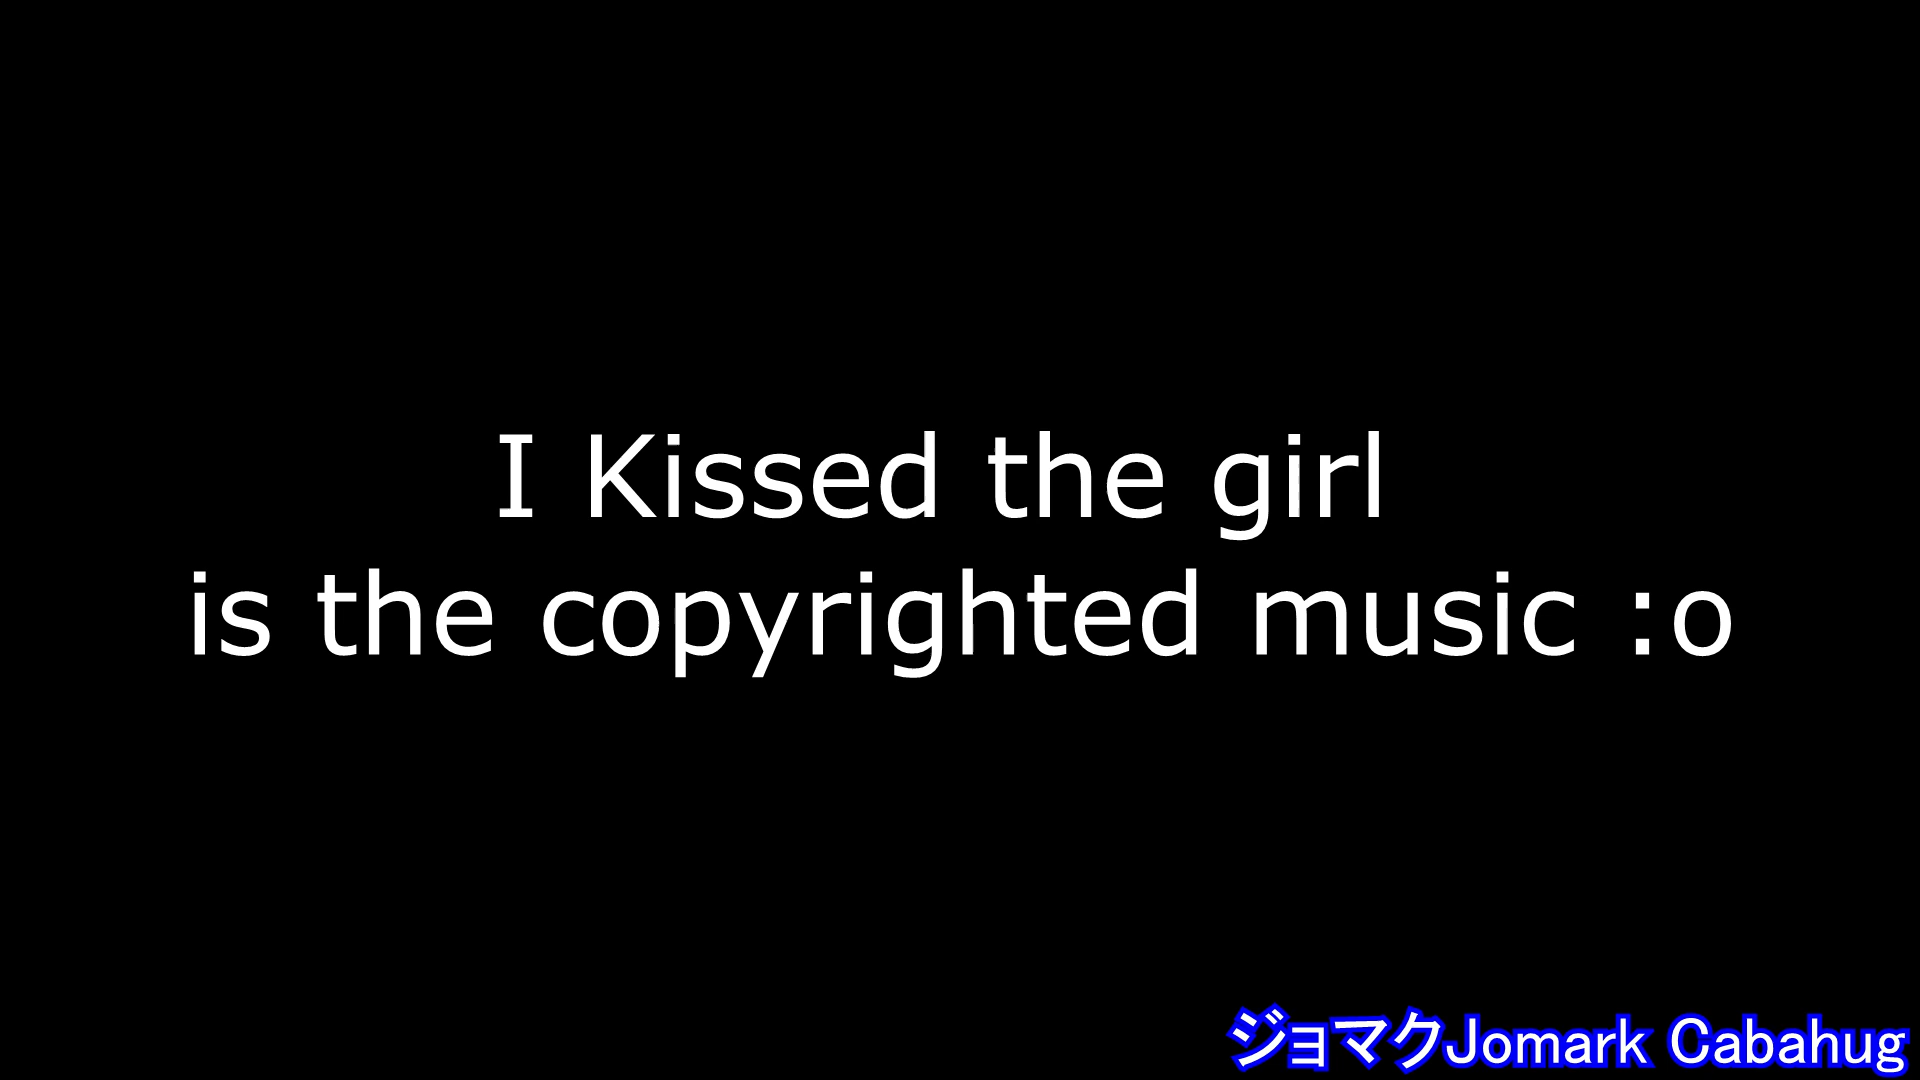 I Kissed the girl
is the copyrighted music :o
ジョマクJomark Cabahug